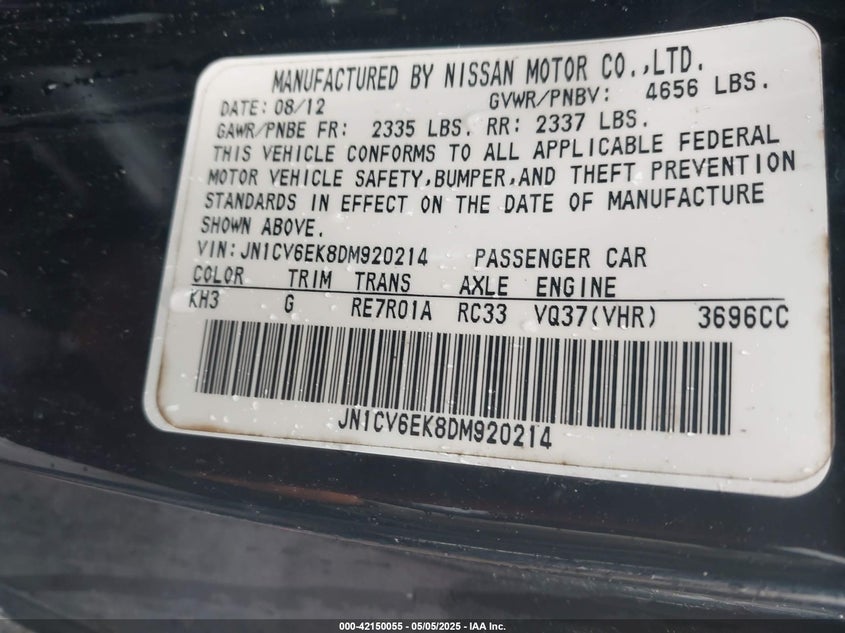 MANUFACTURED BY NISSAN MOTOR CO.,LTD.
DATE: 08/12 GVWR/PNBV: 4656 LBS.
GAWR/PNBE FR: 2335 LBS. RR: 2337 LBS.
THIS VEHICLE CONFORMS TO ALL APPLICABLE FEDERAL
MOTOR VEHICLE SAFETY,BUMPER,AND THEFT PREVENTION
STANDARDS IN EFFECT ON THE DATE OF MANUFACTURE
SHOWN ABOVE.
VIN:JN1CV6EK8DM920214 PASSENGER CAR
COLOR TRIM TRANS AXLE ENGINE
KH3 G RE7R01A RC33 VQ37(VHR) 3696CC
JN1CV6EK8DM920214
000-42150055 - 05/05/2025 - IAA Inc.